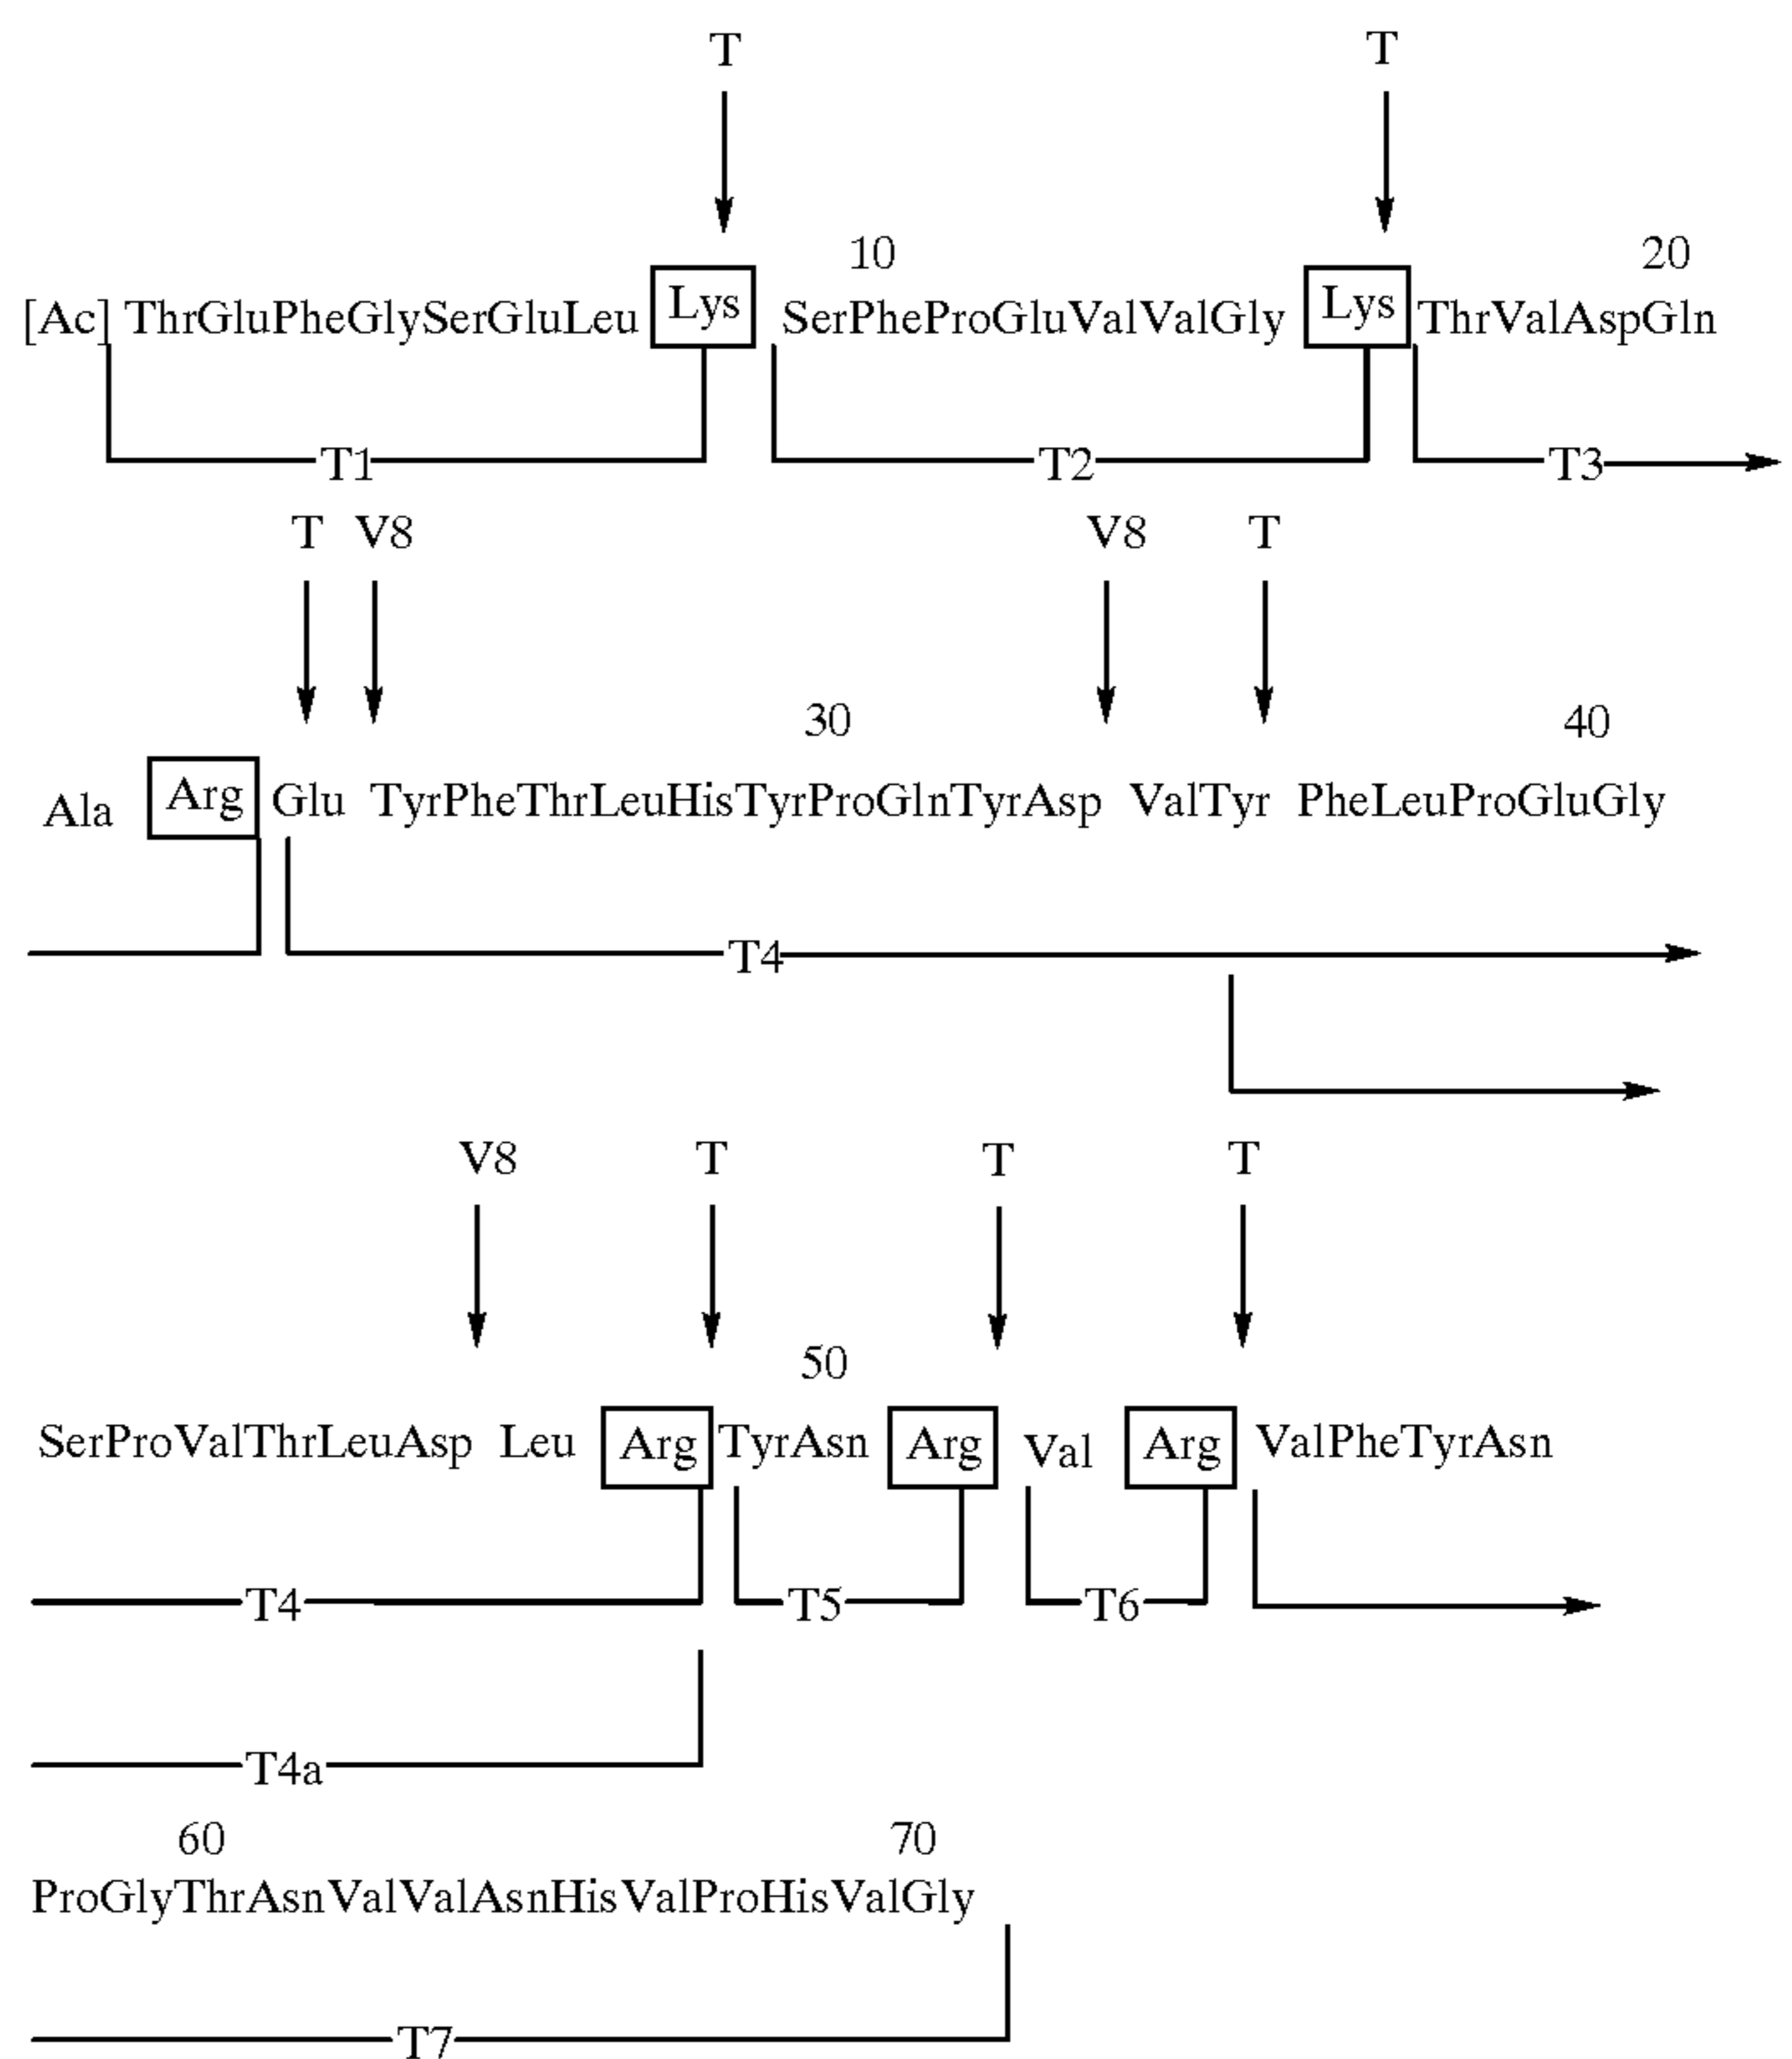 T T
10 20
[Ac] ThrGluPheGlySerGluLeu Lys SerPheProGluValValGly Lys ThrValAspGln
T1 T2 T3
T V8 V8 T
30 40
Ala Arg Glu TyrPheThrLeuHisTyrProGlnTyrAsp ValTyr PheLeuProGluGly
T4
V8 T T T
50
SerProValThrLeuAsp Leu Arg TyrAsn Arg Val Arg ValPheTyrAsn
T4 T5 T6
T4a
60 70
ProGlyThrAsnValValAsnHisValProHisValGly
T7